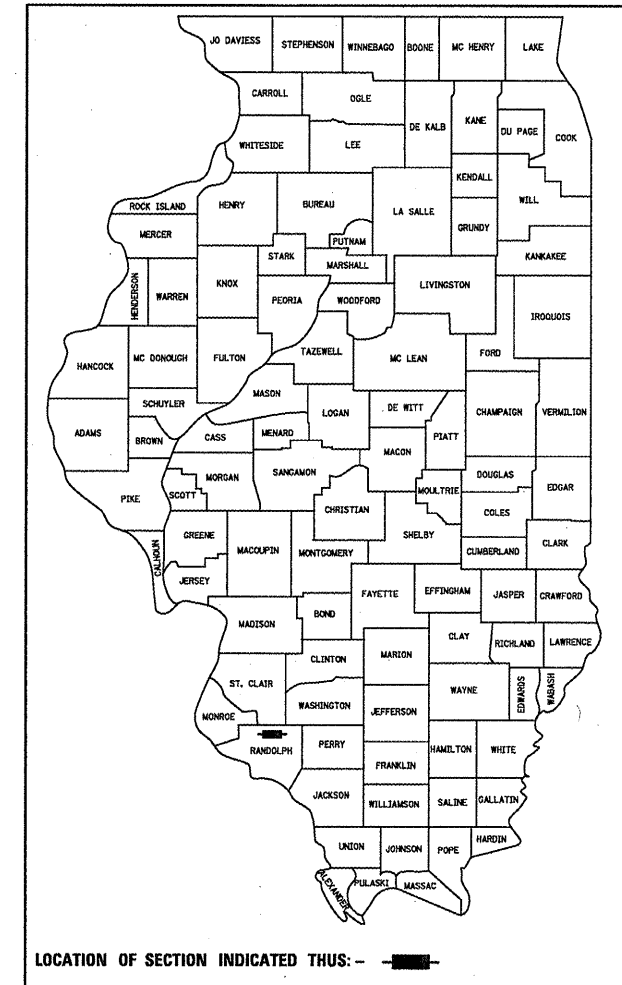 JO DAVIESS STEPHENSON WINNEBAGO BOONE MC HENRY LAKE
CARROLL OGLE DE KALB KANE DU PAGE COOK
WHITESIDE LEE
KENDALL
ROCK ISLAND HENRY BUREAU LA SALLE GRUNDY WILL
MERCER PUTNAM
STARK MARSHALL KANKAKEE
HENDERSON WARREN KNOX PEORIA WOODFORD LIVINGSTON IROQUOIS
HANCOCK MC DONOUGH FULTON TAZEWELL MC LEAN FORD
MASON
SCHUYLER LOGAN DE WITT CHAMPAIGN VERMILION
ADAMS BROWN CASS MENARD MACON PIATT
PIKE SCOTT MORGAN SANGAMON MOULTRIE DOUGLAS EDGAR
CHRISTIAN COLES
CALHOUN GREENE MACOUPIN MONTGOMERY SHELBY CUMBERLAND CLARK
JERSEY FAYETTE EFFINGHAM JASPER CRAWFORD
MADISON BOND CLAY RICHLAND LAWRENCE
CLINTON MARION
ST. CLAIR WAYNE EDWARDS WABASH
MONROE WASHINGTON JEFFERSON
RANDOLPH PERRY HAMILTON WHITE
FRANKLIN
JACKSON WILLIAMSON SALINE GALLATIN
UNION JOHNSON POPE HARDIN
ALEXANDER PULASKI MASSAC
LOCATION OF SECTION INDICATED THUS: -